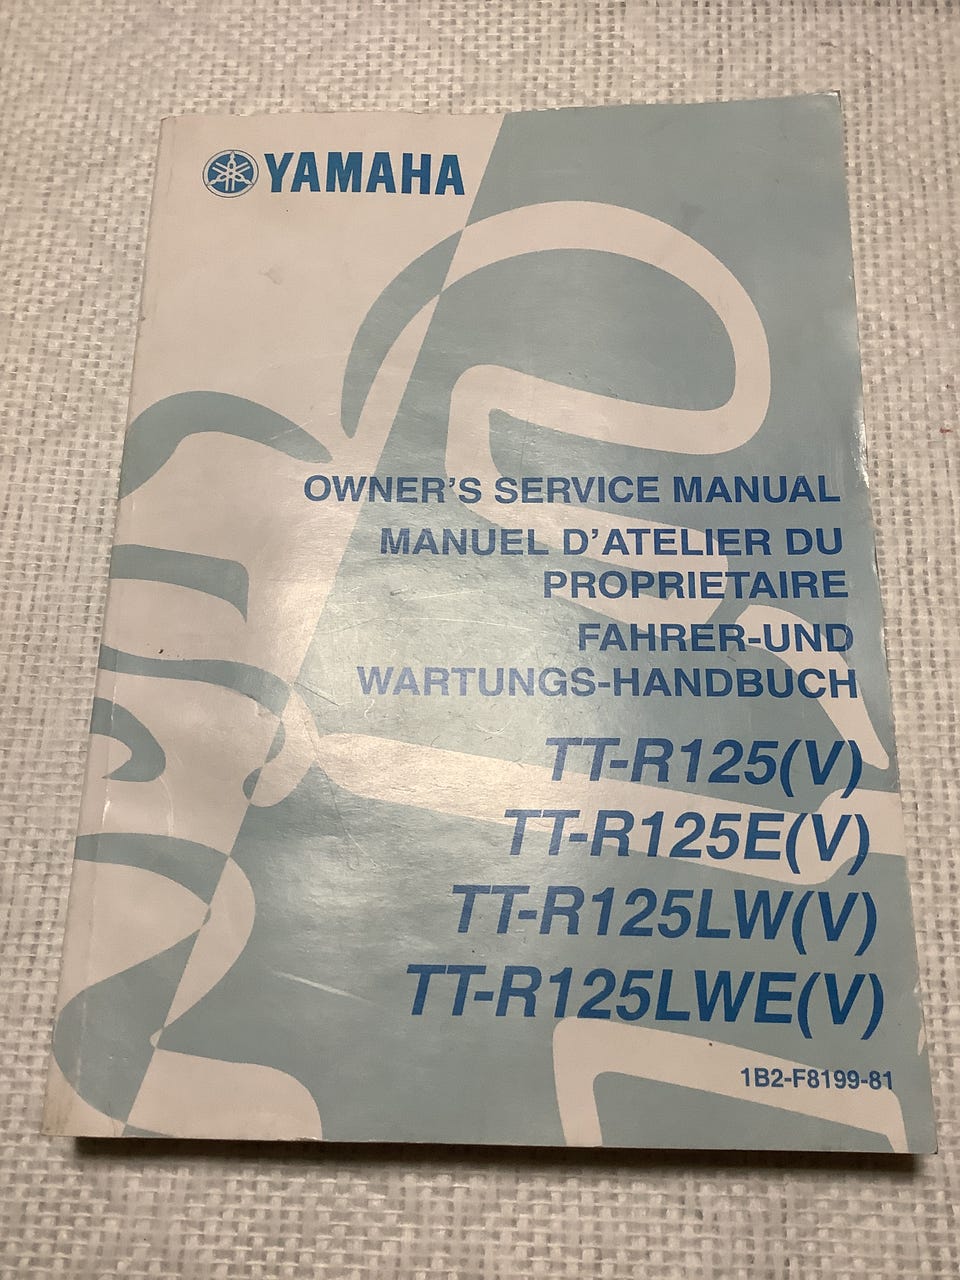 YAMAHA
OWNER'S SERVICE MANUAL
MANUEL D'ATELIER DU
PROPRIETAIRE
FAHRER-UND
WARTUNGS-HANDBUCH
TT-R125(V)
TT-R125E(V)
TT-R125LW(V)
TT-R125LWE(V)
1B2-F8199-81